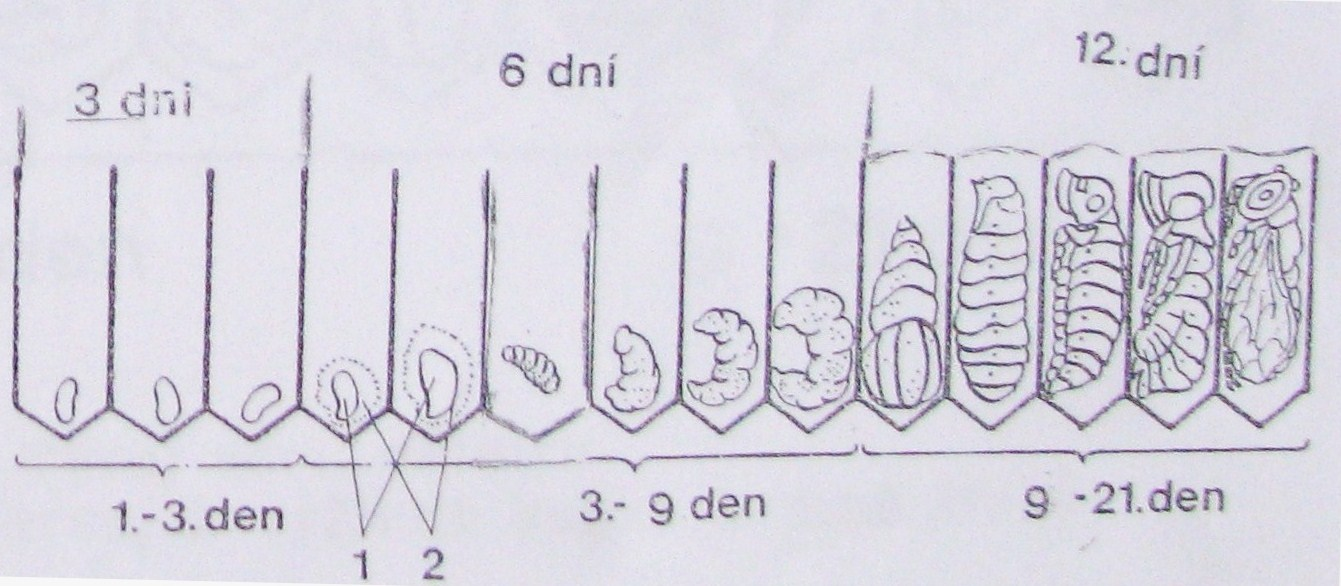 3 dni
6 dní
12. dní
1.-3. den
3.- 9. den
9 -21. den
1
2